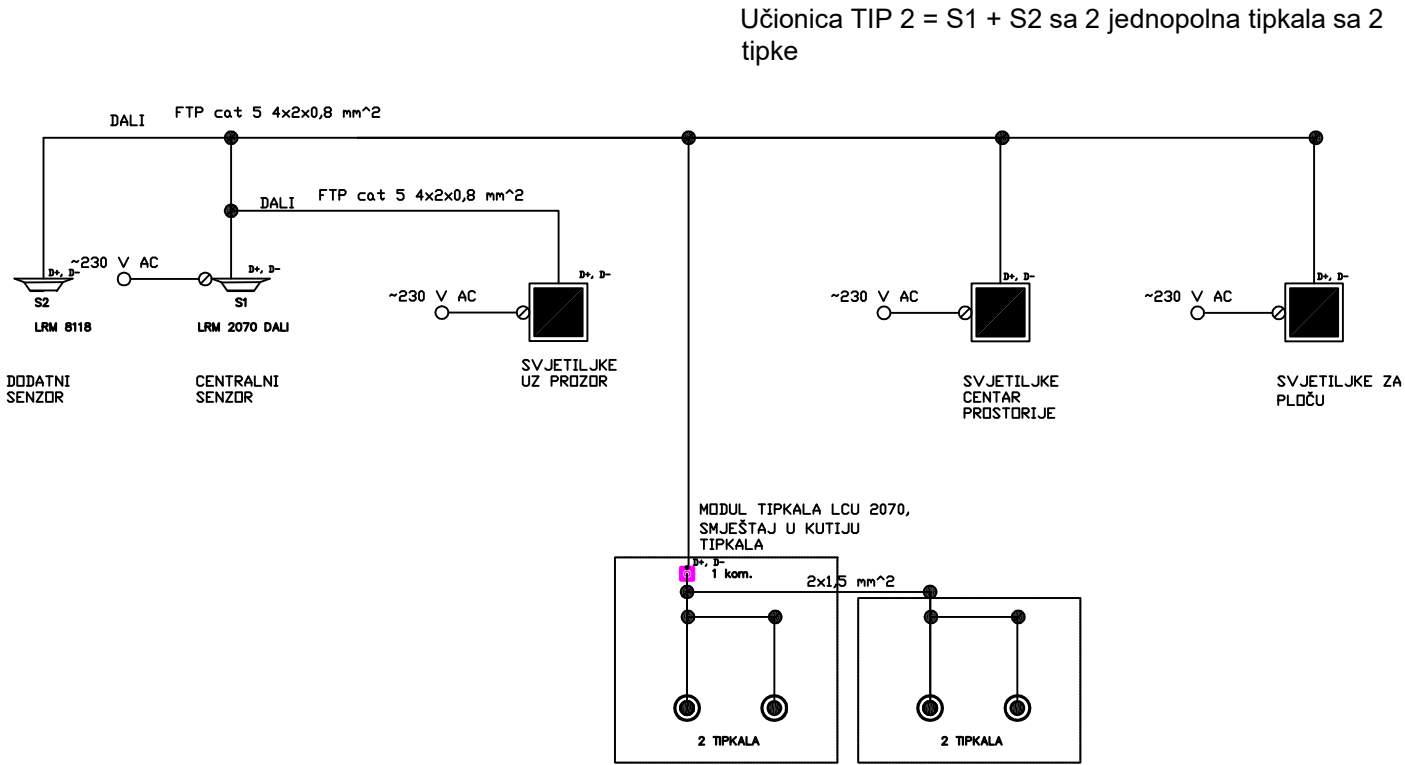 Učionica TIP 2 = S1 + S2 sa 2 jednopolna tipkala sa 2
tipke
DALI
FTP cat 5 4x2x0,8 mm^2
DALI
FTP cat 5 4x2x0,8 mm^2
D+, D-
~230 V AC
D+, D-
S2
S1
LRM 8118
LRM 2070 DALI
D+, D-
~230 V AC
D+, D-
~230 V AC
D+, D-
~230 V AC
DODATNI
SENZOR
CENTRALNI
SENZOR
SVJETILJKE
UZ PROZOR
SVJETILJKE
CENTAR
PROSTORIJE
SVJETILJKE ZA
PLOČU
MODUL TIPKALA LCU 2070,
SMJEŠTAJ U KUTIJU
TIPKALA
D+, D-
1 kom.
2x1,5 mm^2
2 TIPKALA
2 TIPKALA